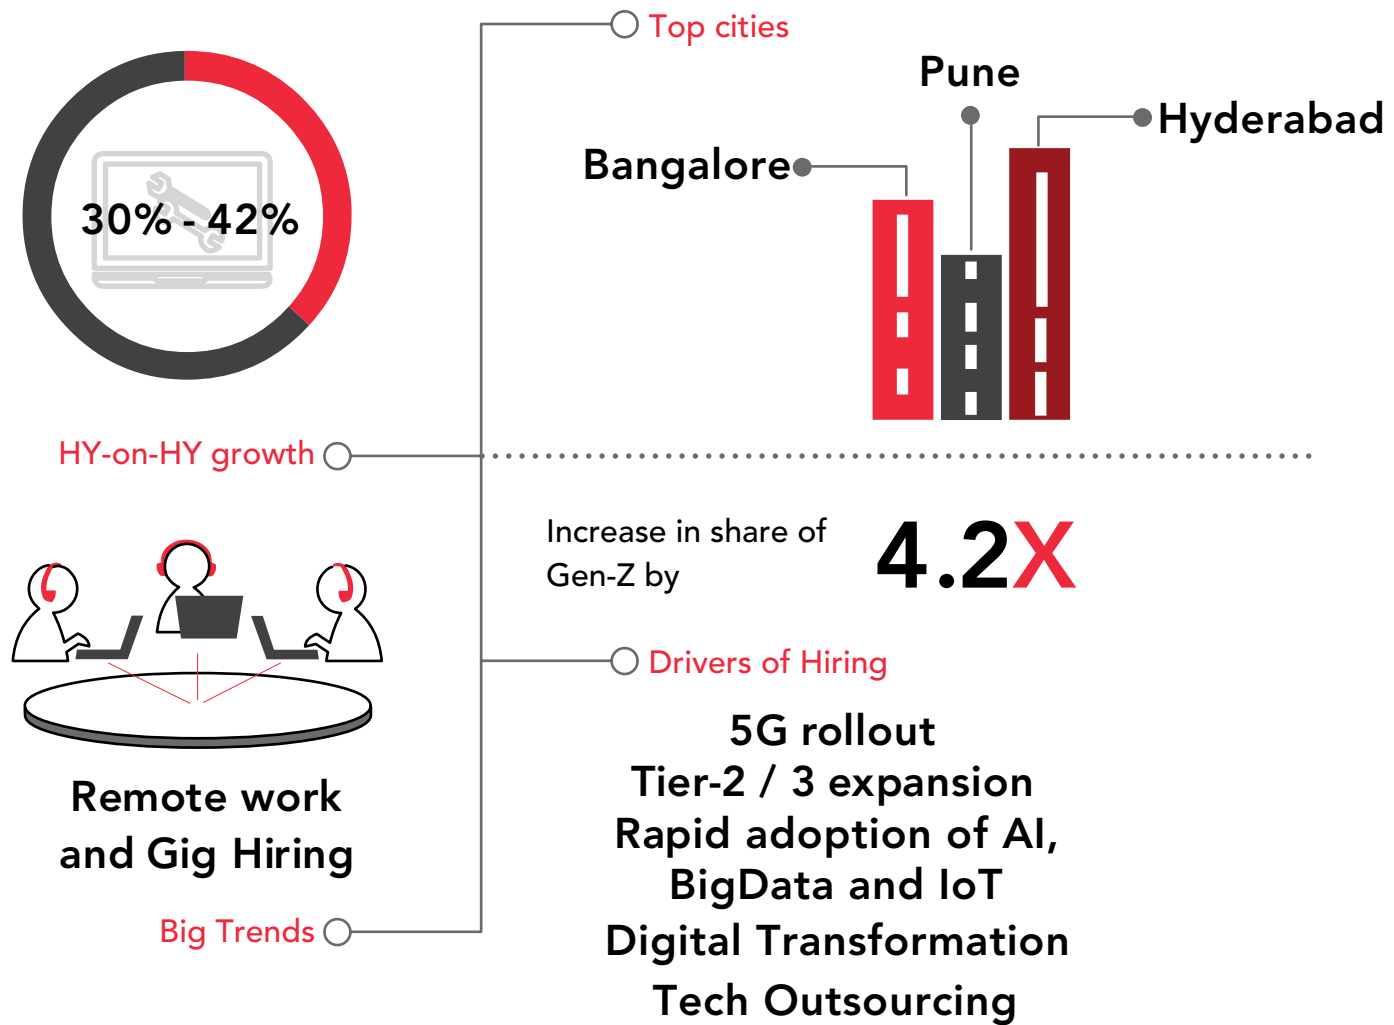 Top cities
Pune
Hyderabad
Bangalore
30% - 42%
HY-on-HY growth
Increase in share of
Gen-Z by
4.2X
Drivers of Hiring
5G rollout
Tier-2 / 3 expansion
Rapid adoption of AI,
BigData and IoT
Digital Transformation
Tech Outsourcing
Remote work
and Gig Hiring
Big Trends